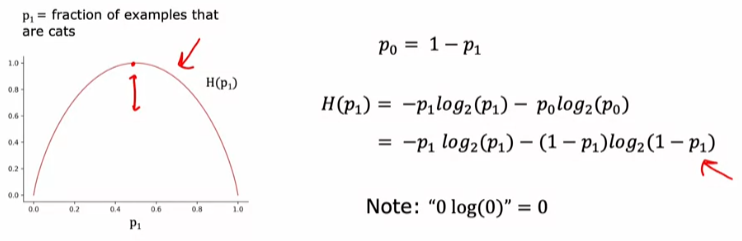 p₁ = fraction of examples that
are cats
1.0
0.8
0.6
0.4
0.2
0.0
H(p₁)
0.0 0.2 0.4 0.6 0.8 1.0
p₁
p₀ = 1 − p₁
H(p₁) = −p₁log₂(p₁) − p₀log₂(p₀)
= −p₁ log₂(p₁) − (1 − p₁)log₂(1 − p₁)
Note: “0 log(0)” = 0